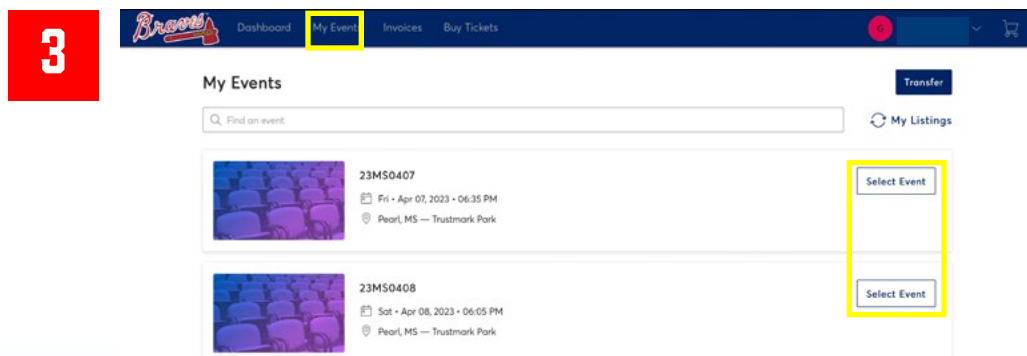 3
Braves Dashboard My Events Invoices Buy Tickets G
My Events
Transfer
Find an event
My Listings
23MS0407
Fri • Apr 07, 2023 • 06:35 PM
Pearl, MS — Trustmark Park
Select Event
23MS0408
Sat • Apr 08, 2023 • 06:05 PM
Pearl, MS — Trustmark Park
Select Event